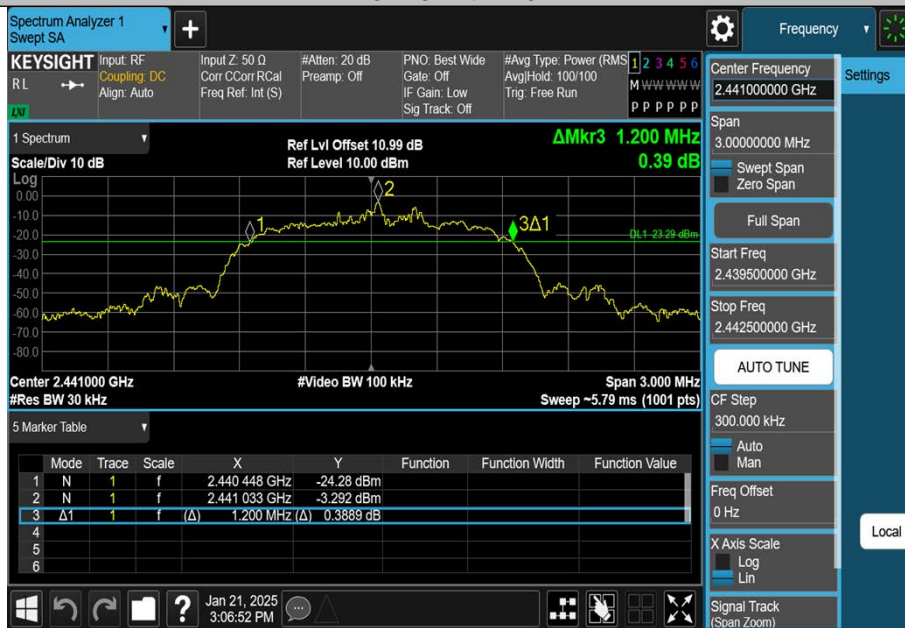 Spectrum Analyzer 1
Swept SA
+
Frequency
KEYSIGHT
RL
LXI
Input: RF
Coupling: DC
Align: Auto
Input Z: 50 Ω
Corr CCorr RCal
Freq Ref: Int (S)
#Atten: 20 dB
Preamp: Off
PNO: Best Wide
Gate: Off
IF Gain: Low
Sig Track: Off
#Avg Type: Power (RMS
Avg|Hold: 100/100
Trig: Free Run
1 2 3 4 5 6
M W W W W W
P P P P P P
1 Spectrum
Scale/Div 10 dB
Ref Lvl Offset 10.99 dB
Ref Level 10.00 dBm
ΔMkr3 1.200 MHz
0.39 dB
Log
0.00
-10.0
-20.0
-30.0
-40.0
-50.0
-60.0
-70.0
-80.0
1
2
3Δ1
DL1 -23.29 dBm
Center 2.441000 GHz
#Res BW 30 kHz
#Video BW 100 kHz
Span 3.000 MHz
Sweep ~5.79 ms (1001 pts)
5 Marker Table
Mode Trace Scale X Y Function Function Width Function Value
1 N 1 f 2.440 448 GHz -24.28 dBm
2 N 1 f 2.441 033 GHz -3.292 dBm
3 Δ1 1 f (Δ) 1.200 MHz (Δ) 0.3889 dB
4
5
6
?
Jan 21, 2025
3:06:52 PM
Center Frequency
2.441000000 GHz
Settings
Span
3.00000000 MHz
Swept Span
Zero Span
Full Span
Start Freq
2.439500000 GHz
Stop Freq
2.442500000 GHz
AUTO TUNE
CF Step
300.000 kHz
Auto
Man
Freq Offset
0 Hz
Local
X Axis Scale
Log
Lin
Signal Track
(Span Zoom)